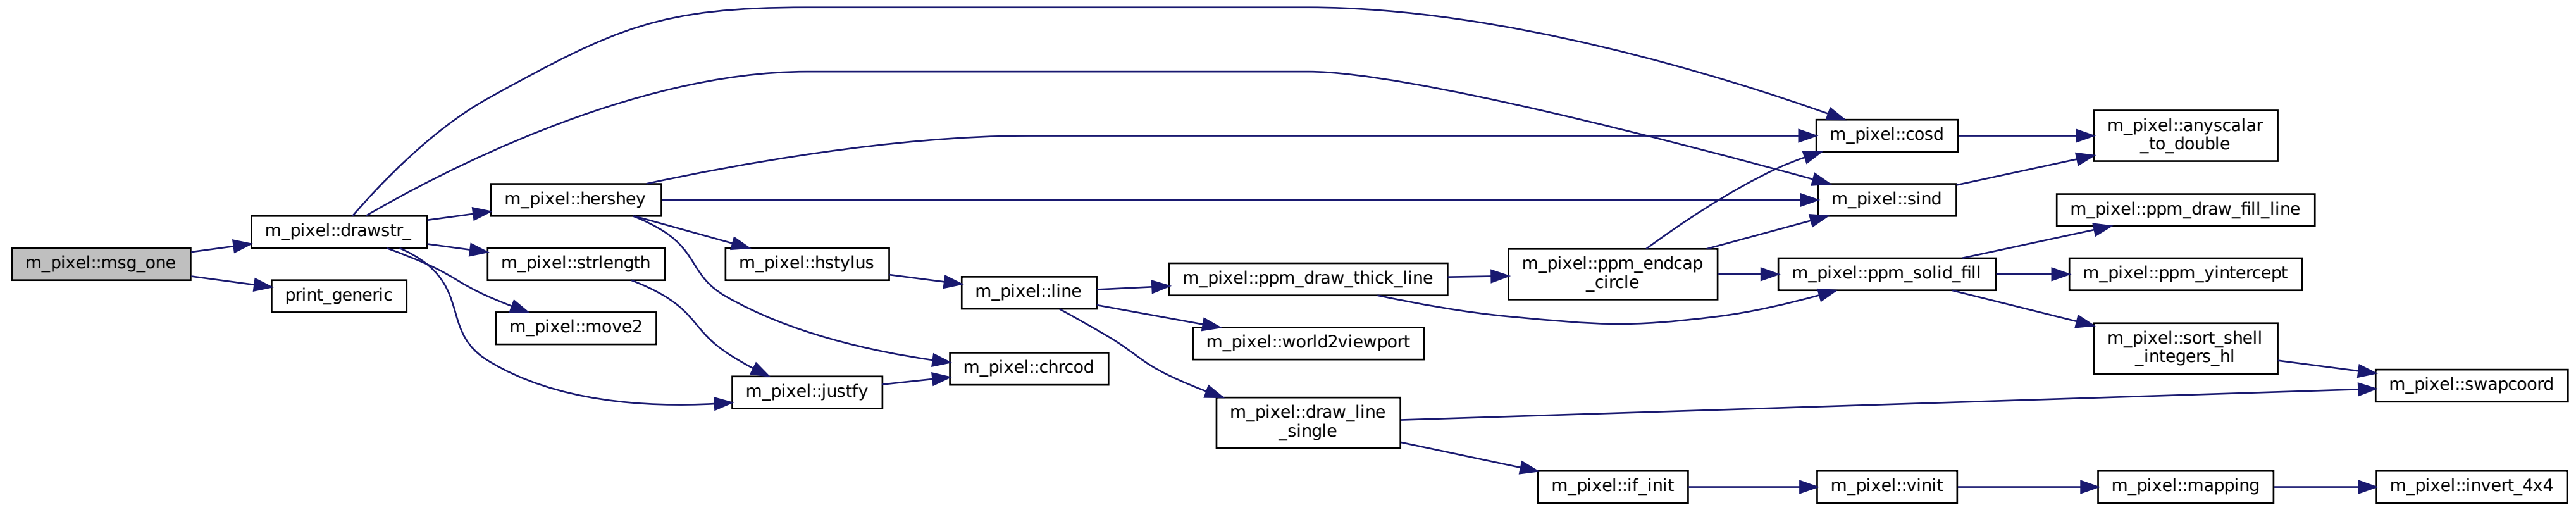 m_pixel::msg_one
m_pixel::drawstr_
print_generic
m_pixel::hershey
m_pixel::strlength
m_pixel::move2
m_pixel::justfy
m_pixel::hstylus
m_pixel::chrcod
m_pixel::line
m_pixel::ppm_draw_thick_line
m_pixel::world2viewport
m_pixel::draw_line
_single
m_pixel::ppm_endcap
_circle
m_pixel::if_init
m_pixel::cosd
m_pixel::sind
m_pixel::ppm_solid_fill
m_pixel::vinit
m_pixel::anyscalar
_to_double
m_pixel::ppm_draw_fill_line
m_pixel::ppm_yintercept
m_pixel::sort_shell
_integers_hl
m_pixel::mapping
m_pixel::swapcoord
m_pixel::invert_4x4